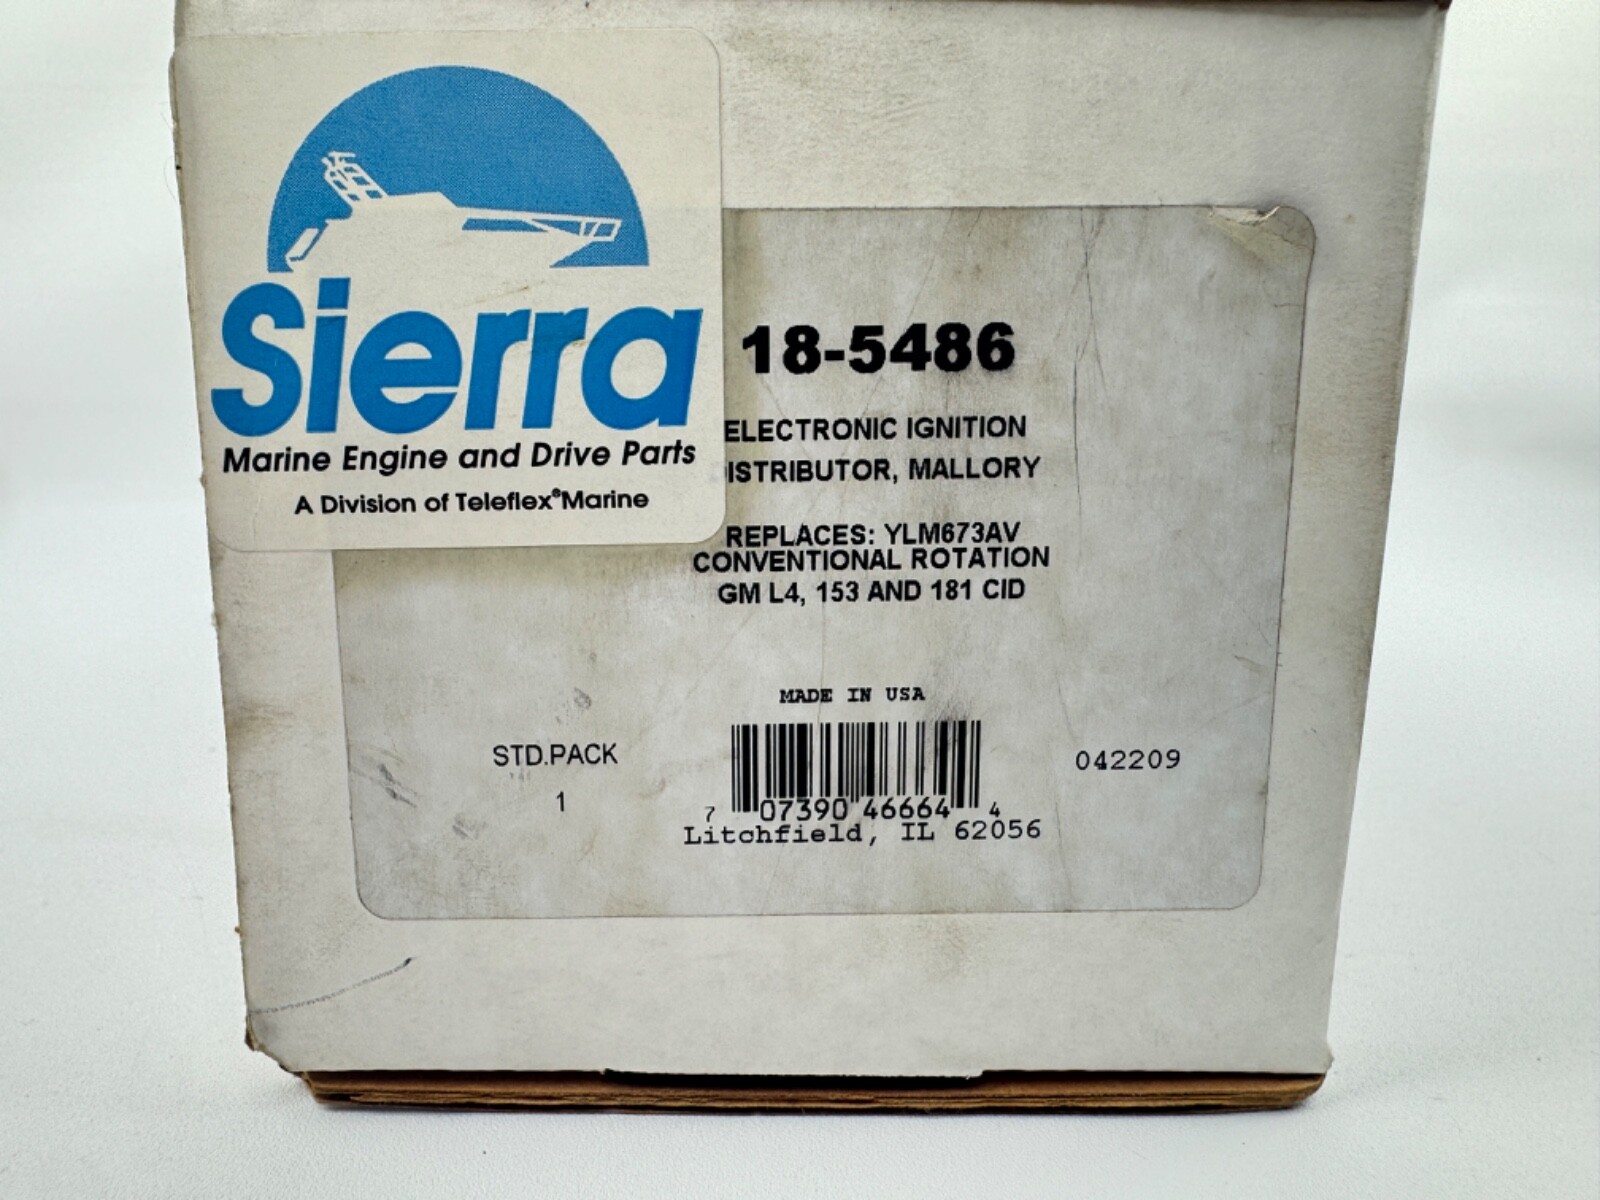 Sierra
Marine Engine and Drive Parts
A Division of Teleflex® Marine
18-5486
ELECTRONIC IGNITION
ISTRIBUTOR, MALLORY
REPLACES: YLM673AV
CONVENTIONAL ROTATION
GM L4, 153 AND 181 CID
MADE IN USA
STD.PACK
1
042209
7 07390 46664 4
Litchfield, IL 62056